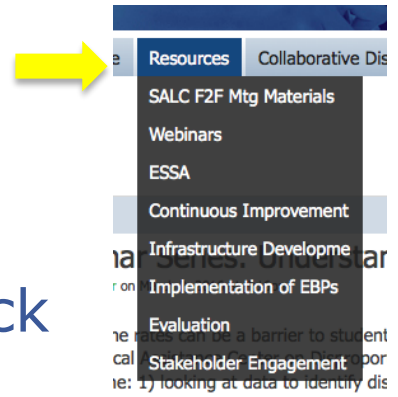 e Resources Collaborative Dis
SALC F2F Mtg Materials
Webinars
ESSA
Continuous Improvement
Infrastructure Developme
Implementation of EBPs
ck
Evaluation
Stakeholder Engagement